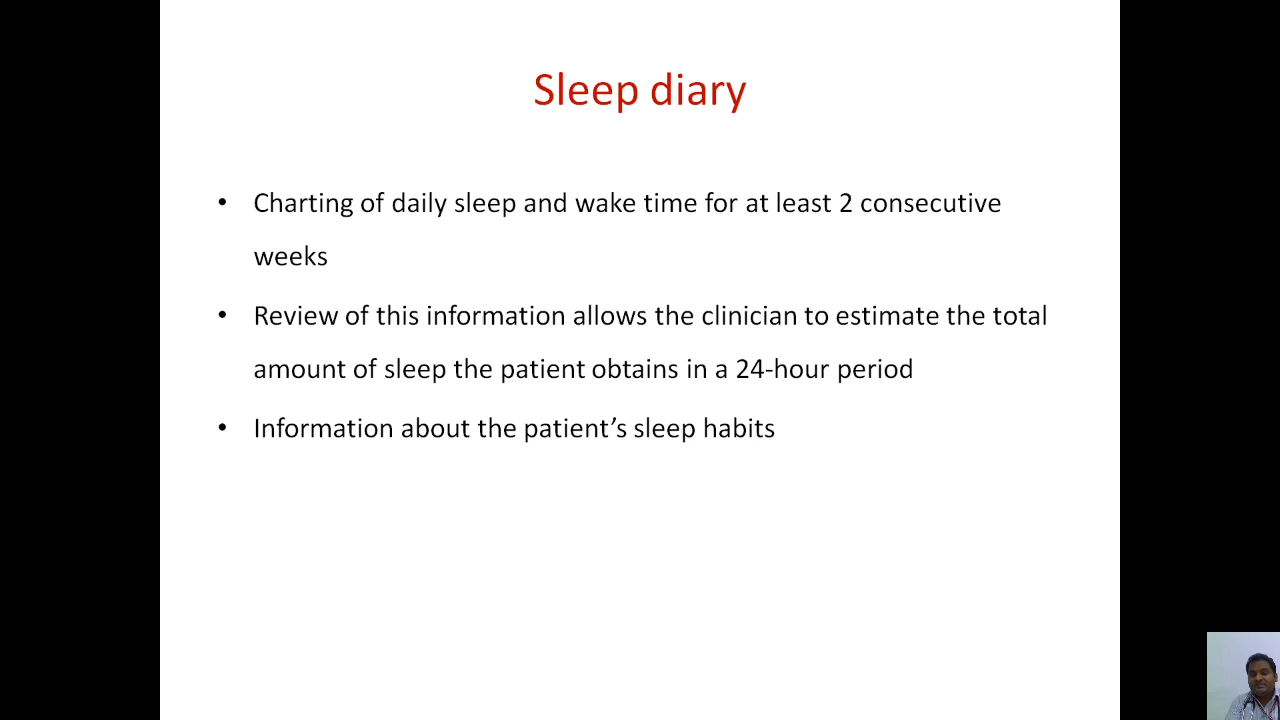 Sleep diary
• Charting of daily sleep and wake time for at least 2 consecutive
weeks
• Review of this information allows the clinician to estimate the total
amount of sleep the patient obtains in a 24-hour period
• Information about the patient’s sleep habits